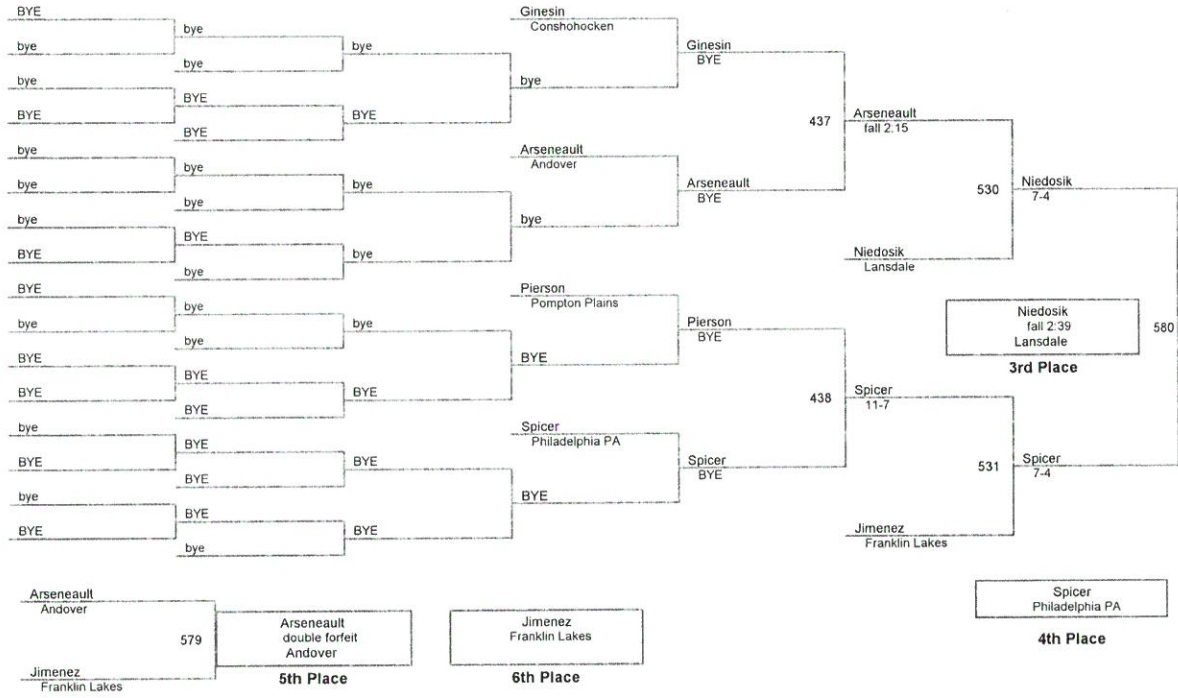 BYE
bye
bye
BYE
bye
bye
bye
BYE
BYE
bye
BYE
BYE
bye
BYE
bye
BYE
bye
bye
BYE
BYE
bye
bye
BYE
bye
bye
bye
BYE
BYE
BYE
BYE
BYE
bye
bye
BYE
bye
bye
bye
BYE
BYE
BYE
Ginesin
Conshohocken
bye
Arseneault
Andover
bye
Pierson
Pompton Plains
BYE
Spicer
Philadelphia PA
BYE
Ginesin
BYE
Arseneault
BYE
Pierson
BYE
Spicer
BYE
437
438
Arseneault
fall 2:15
Niedosik
Lansdale
Spicer
11-7
Jimenez
Franklin Lakes
530
531
Niedosik
7-4
Spicer
7-4
580
Niedosik
fall 2:39
Lansdale
3rd Place
Spicer
Philadelphia PA
4th Place
Arseneault
Andover
579
Jimenez
Franklin Lakes
Arseneault
double forfeit
Andover
5th Place
Jimenez
Franklin Lakes
6th Place